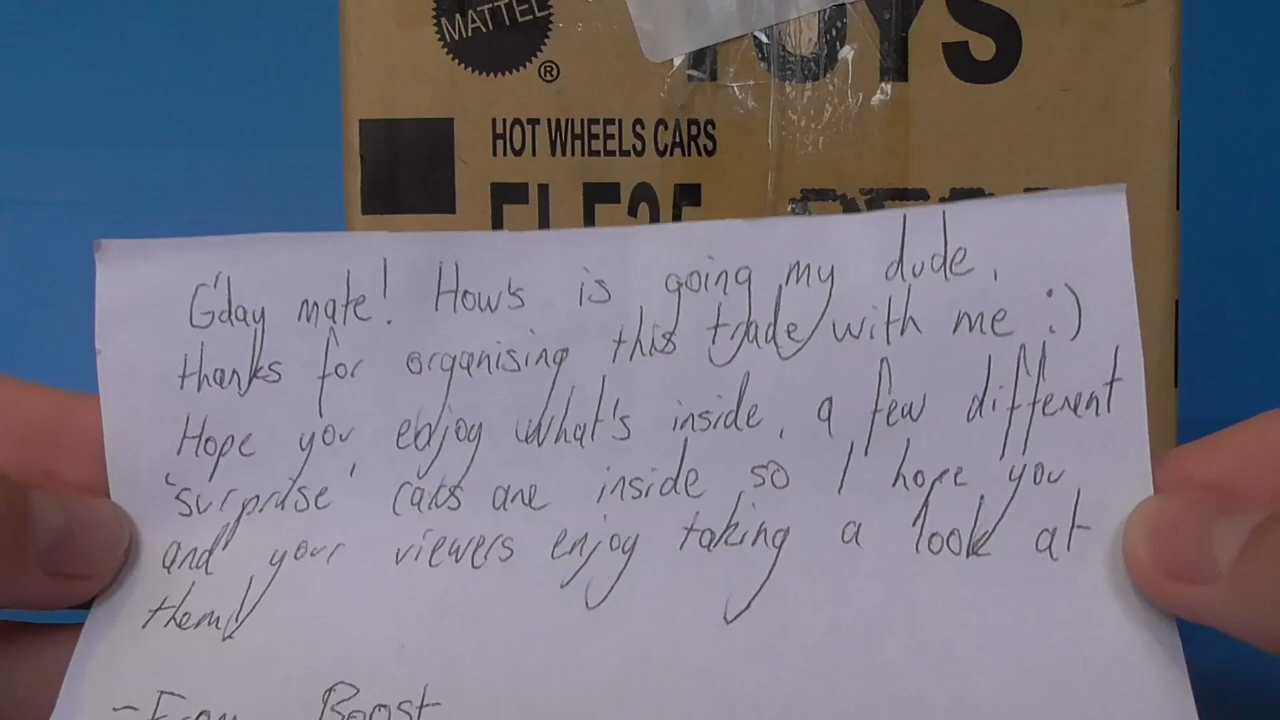 MATTEL
®
TOYS
HOT WHEELS CARS
G'day mate! How's is going my dude,
thanks for organising this trade with me :)
Hope you enjoy what's inside, a few different
'surprise' cars are inside, so I hope you
and your viewers enjoy taking a look at
them!
- From Boost